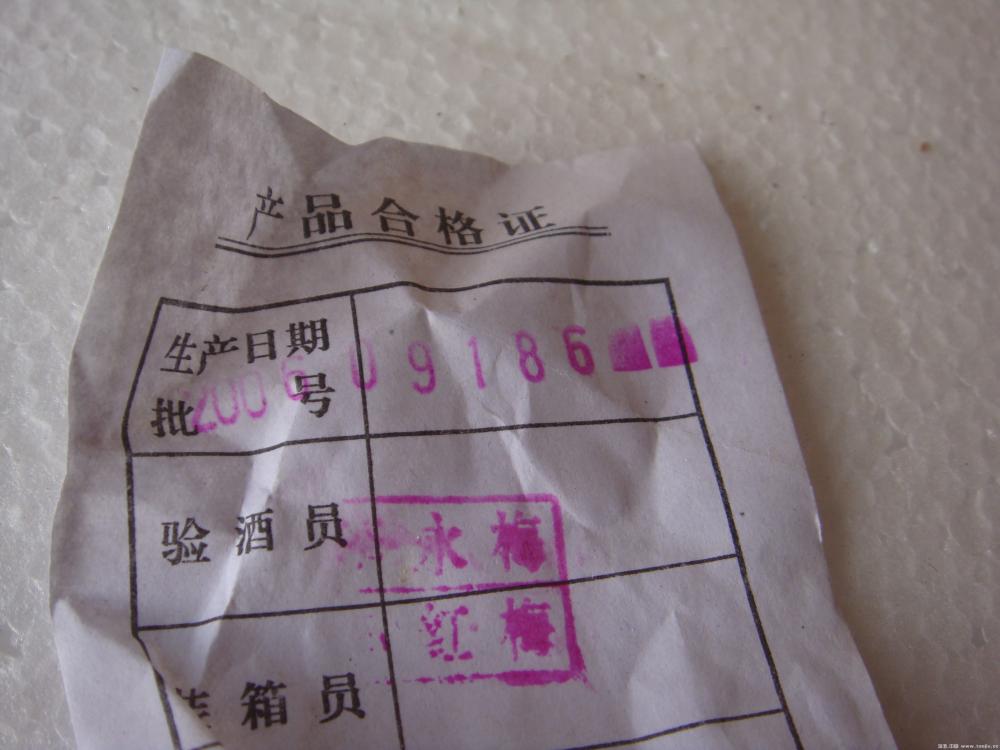 产品合格证
生产日期
批号
2006 09186
验酒员
永梅
红梅
装箱员